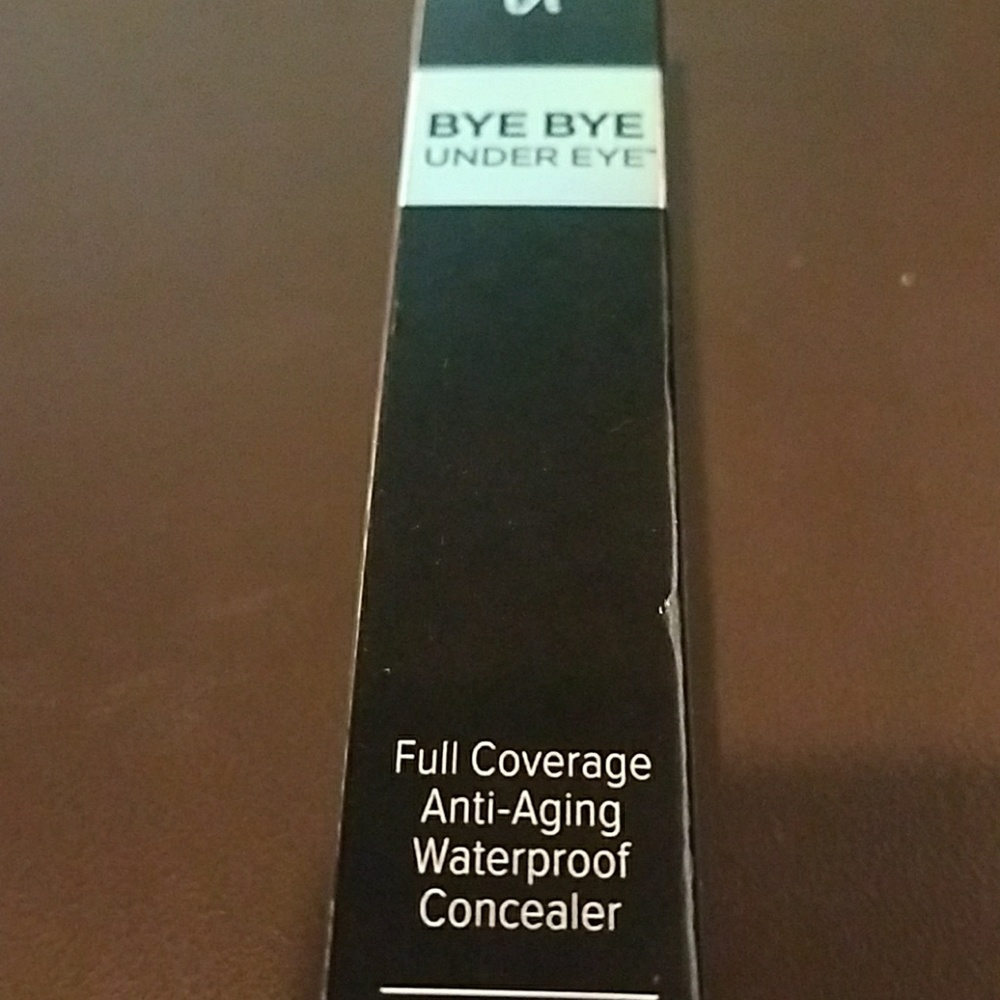 BYE BYE
UNDER EYE™
Full Coverage
Anti-Aging
Waterproof
Concealer